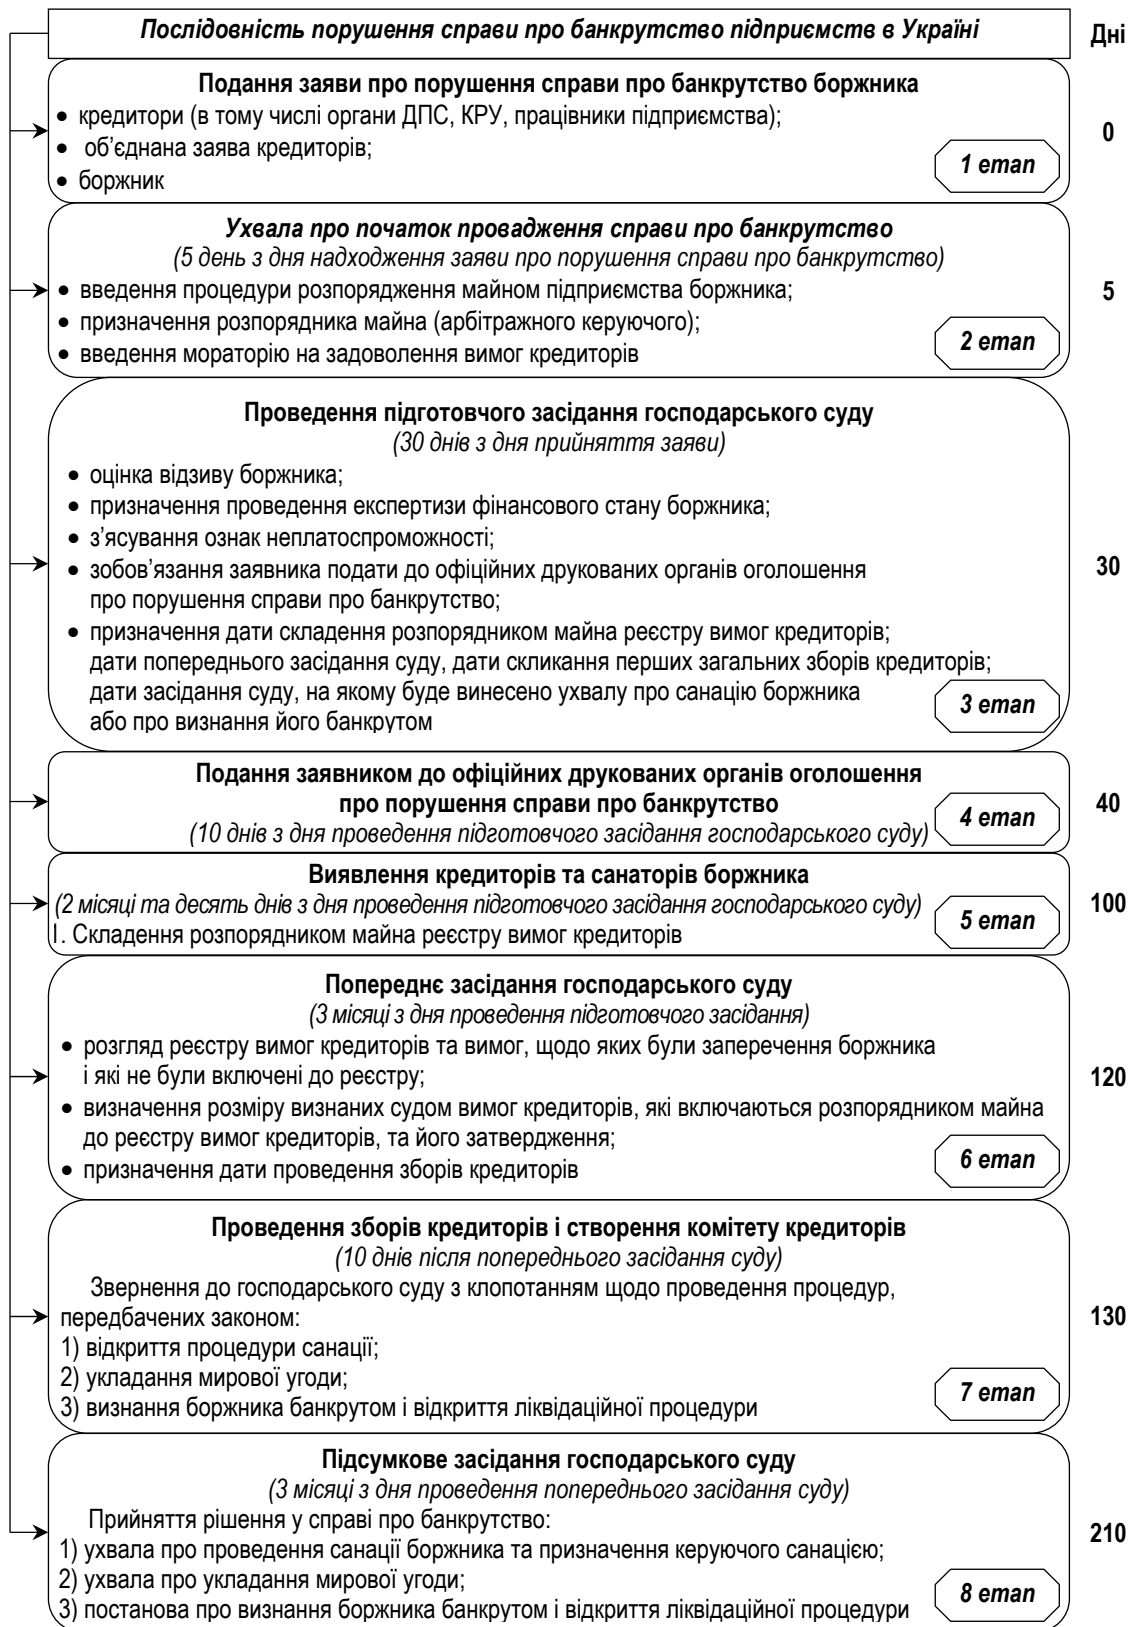 Послідовність порушення справи про банкрутство підприємств в Україні
Дні
Подання заяви про порушення справи про банкрутство боржника
• кредитори (в тому числі органи ДПС, КРУ, працівники підприємства);
• об’єднана заява кредиторів;
• боржник
1 етап
0
Ухвала про початок провадження справи про банкрутство
(5 день з дня надходження заяви про порушення справи про банкрутство)
• введення процедури розпорядження майном підприємства боржника;
• призначення розпорядника майна (арбітражного керуючого);
• введення мораторію на задоволення вимог кредиторів
2 етап
5
Проведення підготовчого засідання господарського суду
(30 днів з дня прийняття заяви)
• оцінка відзиву боржника;
• призначення проведення експертизи фінансового стану боржника;
• з’ясування ознак неплатоспроможності;
• зобов’язання заявника подати до офіційних друкованих органів оголошення
про порушення справи про банкрутство;
• призначення дати складення розпорядником майна реєстру вимог кредиторів;
дати попереднього засідання суду, дати скликання перших загальних зборів кредиторів;
дати засідання суду, на якому буде винесено ухвалу про санацію боржника
або про визнання його банкрутом
3 етап
30
Подання заявником до офіційних друкованих органів оголошення
про порушення справи про банкрутство
(10 днів з дня проведення підготовчого засідання господарського суду)
4 етап
40
Виявлення кредиторів та санаторів боржника
(2 місяці та десять днів з дня проведення підготовчого засідання господарського суду)
1. Складення розпорядником майна реєстру вимог кредиторів
5 етап
100
Попереднє засідання господарського суду
(3 місяці з дня проведення підготовчого засідання)
• розгляд реєстру вимог кредиторів та вимог, щодо яких були заперечення боржника
і які не були включені до реєстру;
• визначення розміру визнаних судом вимог кредиторів, які включаються розпорядником майна
до реєстру вимог кредиторів, та його затвердження;
• призначення дати проведення зборів кредиторів
6 етап
120
Проведення зборів кредиторів і створення комітету кредиторів
(10 днів після попереднього засідання суду)
Звернення до господарського суду з клопотанням щодо проведення процедур,
передбачених законом:
1) відкриття процедури санації;
2) укладання мирової угоди;
3) визнання боржника банкрутом і відкриття ліквідаційної процедури
7 етап
130
Підсумкове засідання господарського суду
(3 місяці з дня проведення попереднього засідання суду)
Прийняття рішення у справі про банкрутство:
1) ухвала про проведення санації боржника та призначення керуючого санацією;
2) ухвала про укладання мирової угоди;
3) постанова про визнання боржника банкрутом і відкриття ліквідаційної процедури
8 етап
210